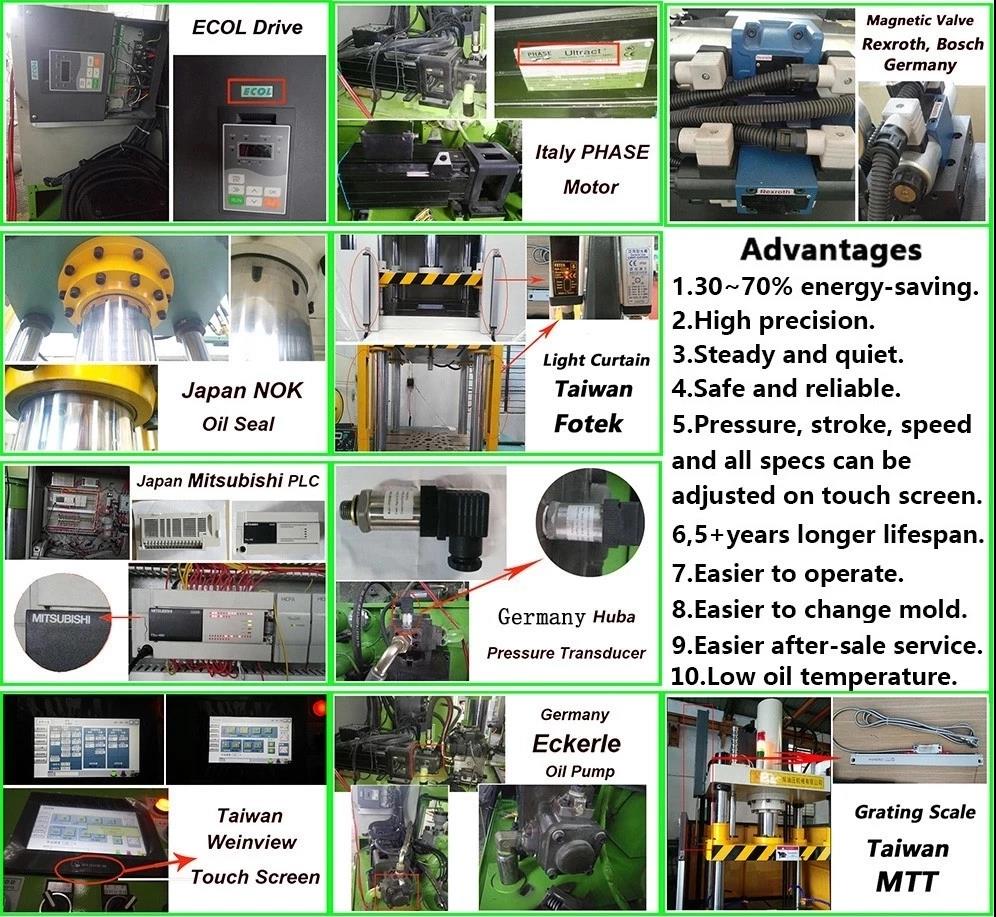 ECOL Drive
ECOL
PHASE Ultract
Italy PHASE
Motor
Magnetic Valve
Rexroth, Bosch
Germany
Rexroth
Japan NOK
Oil Seal
Light Curtain
Taiwan
Fotek
Advantages
1.30~70% energy-saving.
2.High precision.
3.Steady and quiet.
4.Safe and reliable.
5.Pressure, stroke, speed
and all specs can be
adjusted on touch screen.
6,5+years longer lifespan.
7.Easier to operate.
8.Easier to change mold.
9.Easier after-sale service.
10.Low oil temperature.
Japan Mitsubishi PLC
MITSUBISHI
MITSUBISHI
Germany Huba
Pressure Transducer
Taiwan
Weinview
Touch Screen
Germany
Eckerle
Oil Pump
Grating Scale
Taiwan
MTT